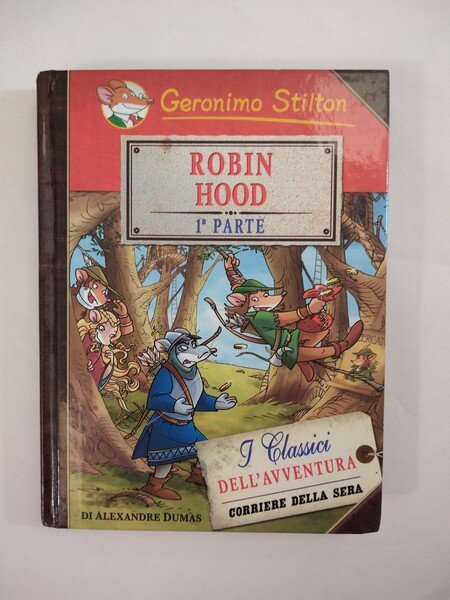 Geronimo Stilton
ROBIN
HOOD
1ª PARTE
I Classici
DELL'AVVENTURA
CORRIERE DELLA SERA
DI ALEXANDRE DUMAS